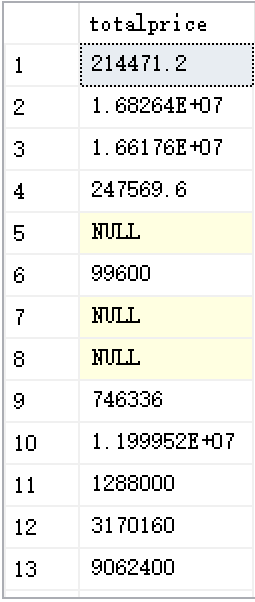 totalprice
1 214471.2
2 1.68264E+07
3 1.66176E+07
4 247569.6
5 NULL
6 99600
7 NULL
8 NULL
9 746336
10 1.199952E+07
11 1288000
12 3170160
13 9062400